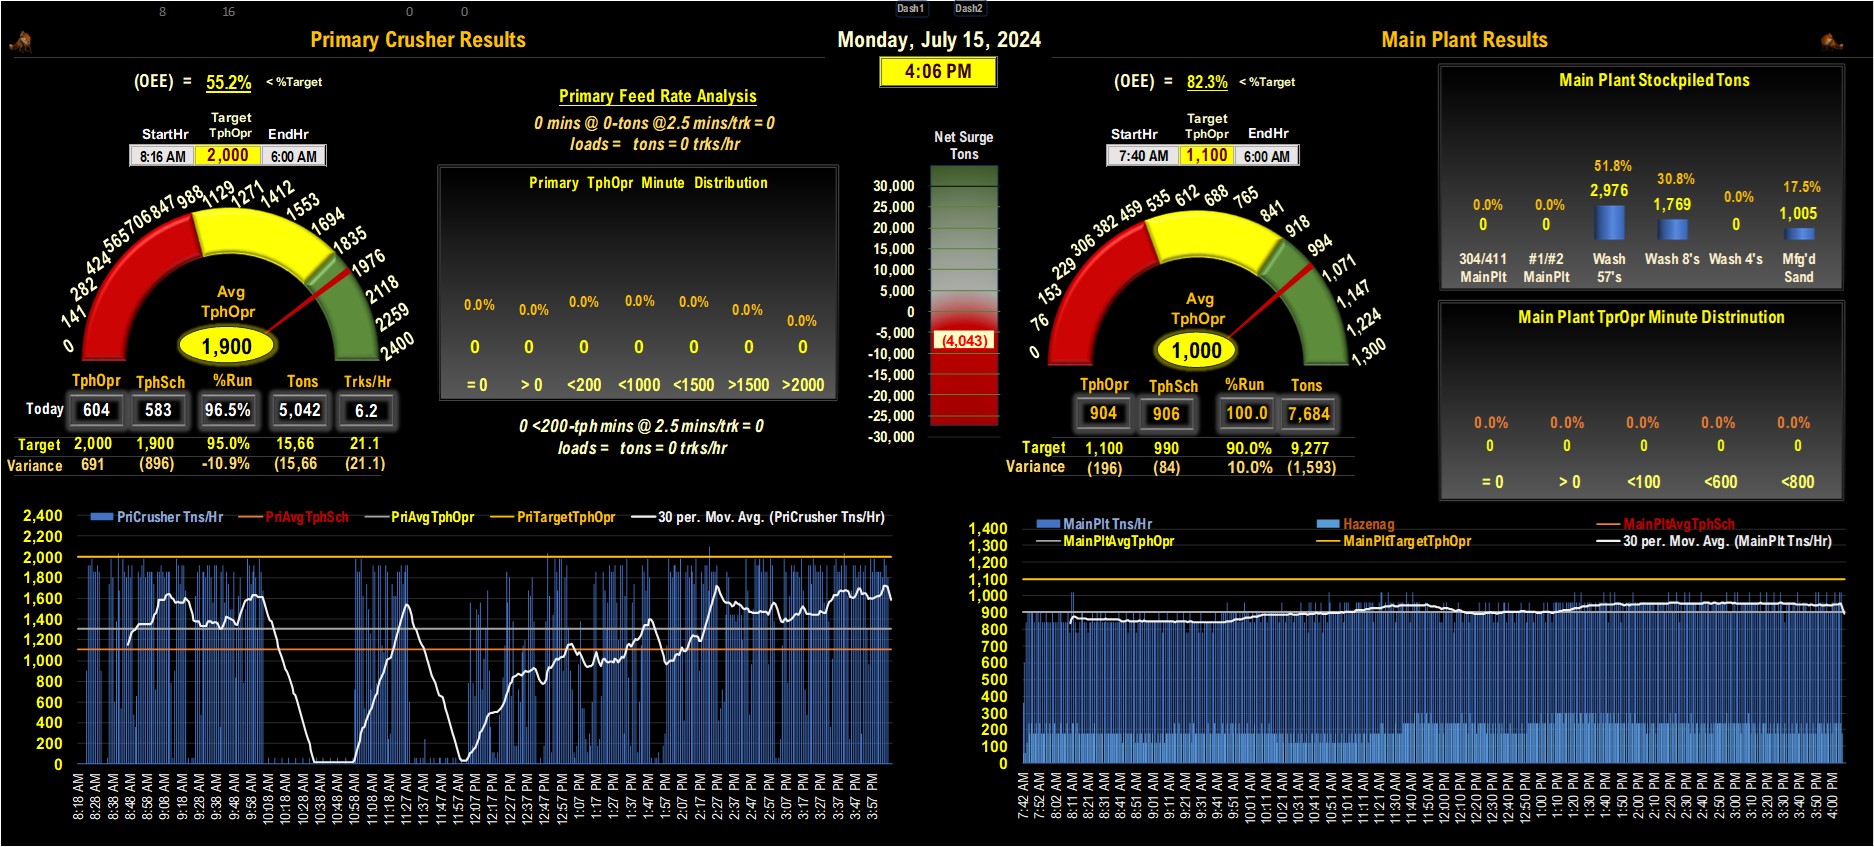 8 16 0 0
Dash1 Dash2
Primary Crusher Results
Monday, July 15, 2024
Main Plant Results
4:06 PM
(OEE) = 55.2% < %Target
Target
StartHr TphOpr EndHr
8:16 AM 2,000 6:00 AM
0 141 282 424 565 706 847 988 1129 1271 1412 1553 1694 1835 1976 2118 2259 2400
Avg
TphOpr
1,900
TphOpr TphSch %Run Tons Trks/Hr
Today 604 583 96.5% 5,042 6.2
Target 2,000 1,900 95.0% 15,66 21.1
Variance 691 (896) -10.9% (15,66 (21.1)
Primary Feed Rate Analysis
0 mins @ 0-tons @2.5 mins/trk = 0
loads = tons = 0 trks/hr
Primary TphOpr Minute Distribution
0.0% 0.0% 0.0% 0.0% 0.0% 0.0% 0.0%
0 0 0 0 0 0 0
= 0 > 0 <200 <1000 <1500 >1500 >2000
0 <200-tph mins @ 2.5 mins/trk = 0
loads = tons = 0 trks/hr
Net Surge
Tons
30,000
25,000
20,000
15,000
10,000
5,000
0
-5,000
(4,043)
-10,000
-15,000
-20,000
-25,000
-30,000
(OEE) = 82.3% < %Target
Target
StartHr TphOpr EndHr
7:40 AM 1,100 6:00 AM
0 76 153 229 306 382 459 535 612 688 765 841 918 994 1,071 1,147 1,224 1,300
Avg
TphOpr
1,000
TphOpr TphSch %Run Tons
904 906 100.0 7,684
Target 1,100 990 90.0% 9,277
Variance (196) (84) 10.0% (1,593)
Main Plant Stockpiled Tons
0.0% 0.0% 51.8% 30.8% 0.0% 17.5%
0 0 2,976 1,769 0 1,005
304/411 #1/#2 Wash Wash 8's Wash 4's Mfg'd
MainPlt MainPlt 57's Sand
Main Plant TprOpr Minute Distrinution
0.0% 0.0% 0.0% 0.0% 0.0%
0 0 0 0 0
= 0 > 0 <100 <600 <800
PriCrusher Tns/Hr PriAvgTphSch PriAvgTphOpr PriTargetTphOpr 30 per. Mov. Avg. (PriCrusher Tns/Hr)
2,400
2,200
2,000
1,800
1,600
1,400
1,200
1,000
800
600
400
200
0
8:18 AM 8:28 AM 8:38 AM 8:48 AM 8:58 AM 9:08 AM 9:18 AM 9:28 AM 9:38 AM 9:48 AM 9:58 AM 10:08 AM 10:18 AM 10:28 AM 10:38 AM 10:48 AM 10:58 AM 11:08 AM 11:18 AM 11:27 AM 11:37 AM 11:47 AM 11:57 AM 12:07 PM 12:17 PM 12:27 PM 12:37 PM 12:47 PM 12:57 PM 1:07 PM 1:17 PM 1:27 PM 1:37 PM 1:47 PM 1:57 PM 2:07 PM 2:17 PM 2:27 PM 2:37 PM 2:47 PM 2:57 PM 3:07 PM 3:17 PM 3:27 PM 3:37 PM 3:47 PM 3:57 PM
MainPlt Tns/Hr Hazenag MainPltAvgTphSch
MainPltAvgTphOpr MainPltTargetTphOpr 30 per. Mov. Avg. (MainPlt Tns/Hr)
1,400
1,300
1,200
1,100
1,000
900
800
700
600
500
400
300
200
100
0
7:42 AM 7:52 AM 8:02 AM 8:11 AM 8:21 AM 8:31 AM 8:41 AM 8:51 AM 9:01 AM 9:11 AM 9:21 AM 9:31 AM 9:41 AM 9:51 AM 10:01 AM 10:11 AM 10:21 AM 10:31 AM 10:41 AM 10:51 AM 11:01 AM 11:11 AM 11:21 AM 11:30 AM 11:40 AM 11:50 AM 12:00 PM 12:10 PM 12:20 PM 12:30 PM 12:40 PM 12:50 PM 1:00 PM 1:10 PM 1:20 PM 1:30 PM 1:40 PM 1:50 PM 2:00 PM 2:10 PM 2:20 PM 2:30 PM 2:40 PM 2:50 PM 3:00 PM 3:10 PM 3:20 PM 3:30 PM 3:40 PM 3:50 PM 4:00 PM